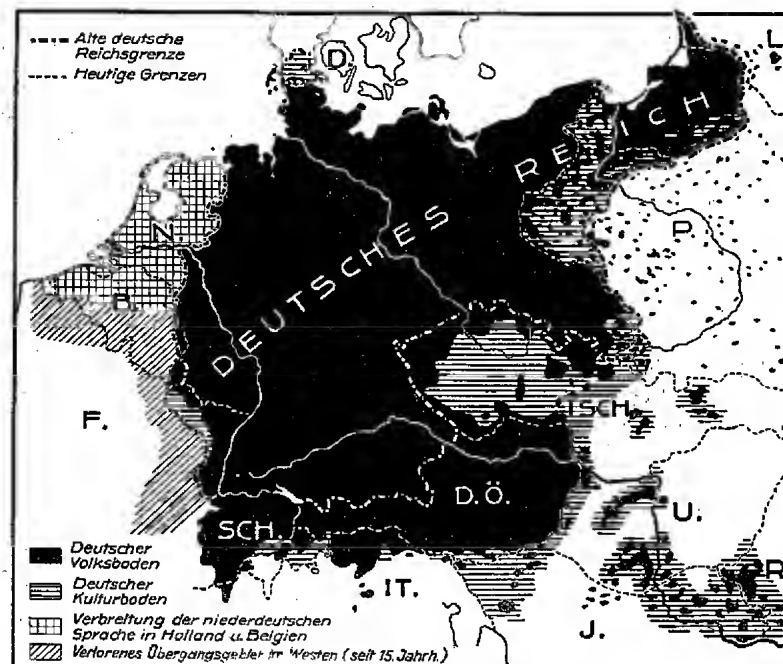 Alte deutsche
Reichsgrenze
Heutige Grenzen
D.
L
DEUTSCHES REICH
N
B
P.
F.
TSCH.
D.Ö.
SCH.
U.
IT.
J.
R
Deutscher
Volksboden
Deutscher
Kulturboden
Verbreitung der niederdeutschen
Sprache in Holland u. Belgien
Verlorenes Übergangsgebiet im Westen (seit 15. Jahrh.)